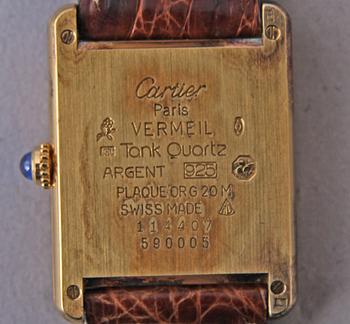 Cartier
Paris
VERMEIL
Tank Quartz
ARGENT 925
PLAQUE OR G 20 M
SWISS MADE
114407
590005